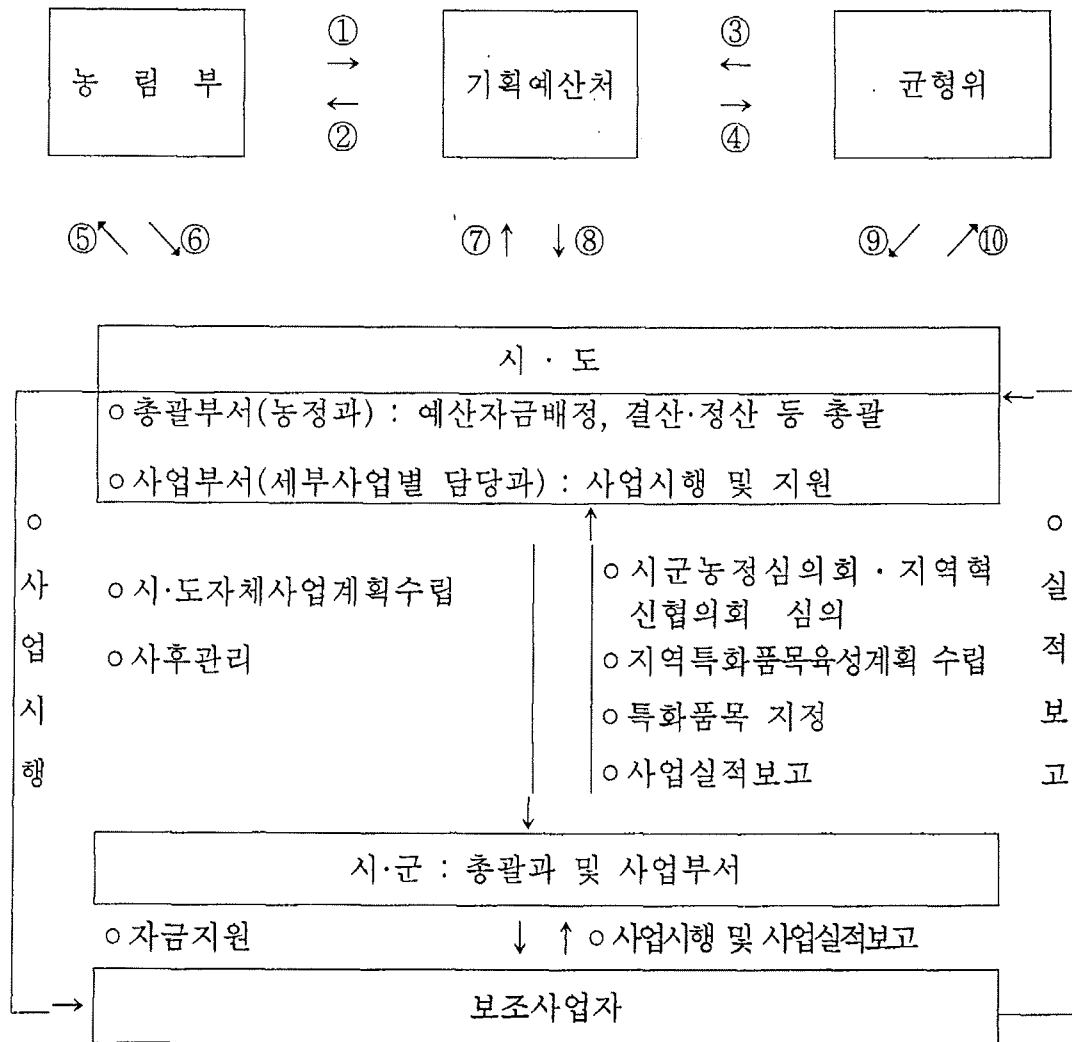 ① ③
농 림 부 → 기획예산처 ← 균형위
← →
② ④
⑤↖ ↘⑥ ⑦↑ ↓⑧ ⑨↙ ↗⑩
시 · 도
○총괄부서(농정과) : 예산자금배정, 결산·정산 등 총괄
○사업부서(세부사업별 담당과) : 사업시행 및 지원
○사업시행
○시·도자체사업계획수립
○사후관리
○시군농정심의회 · 지역혁
신협의회 심의
○지역특화품목육성계획 수립
○특화품목 지정
○사업실적보고
○실적보고
시·군 : 총괄과 및 사업부서
○자금지원 ↓ ↑ ○사업시행 및 사업실적보고
보조사업자